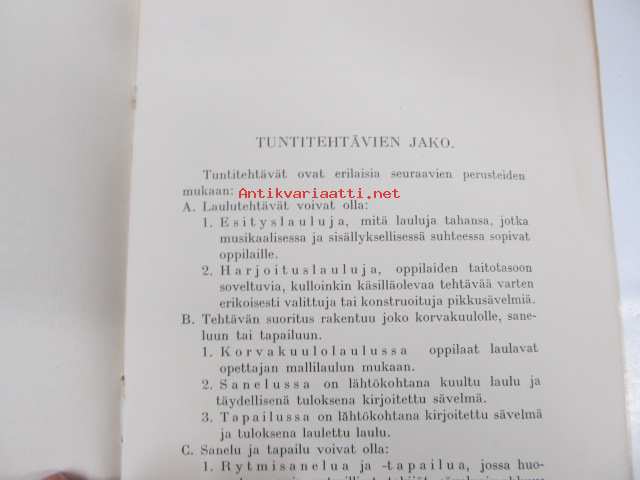 TUNTITEHTÄVIEN JAKO.
Tuntitehtävät ovat erilaisia seuraavien perusteiden
mukaan:
Antikvariaatti.net
A. Laulutehtävät voivat olla:
1. Esityslauluja, mitä lauluja tahansa, jotka
musikaalisessa ja sisällyksellisessä suhteessa sopivat
oppilaille.
2. Harjoituslauluja, oppilaiden taitotasoon
soveltuvia, kulloinkin käsilläolevaa tehtävää varten
erikoisesti valittuja tai konstruoituja pikkusävelmiä.
B. Tehtävän suoritus rakentuu joko korvakuulolle, sane-
luun tai tapailuun.
1. Korvakuulolaulussa oppilaat laulavat
opettajan mallilaulun mukaan.
2. Sanelussa on lähtökohtana kuultu laulu ja
täydellisenä tuloksena kirjoitettu sävelmä.
3. Tapailussa on lähtökohtana kirjoitettu sävelmä
ja tuloksena laulettu laulu.
C. Sanelu ja tapailu voivat olla:
1. Rytmisanelua ja -tapailua, jossa huo-